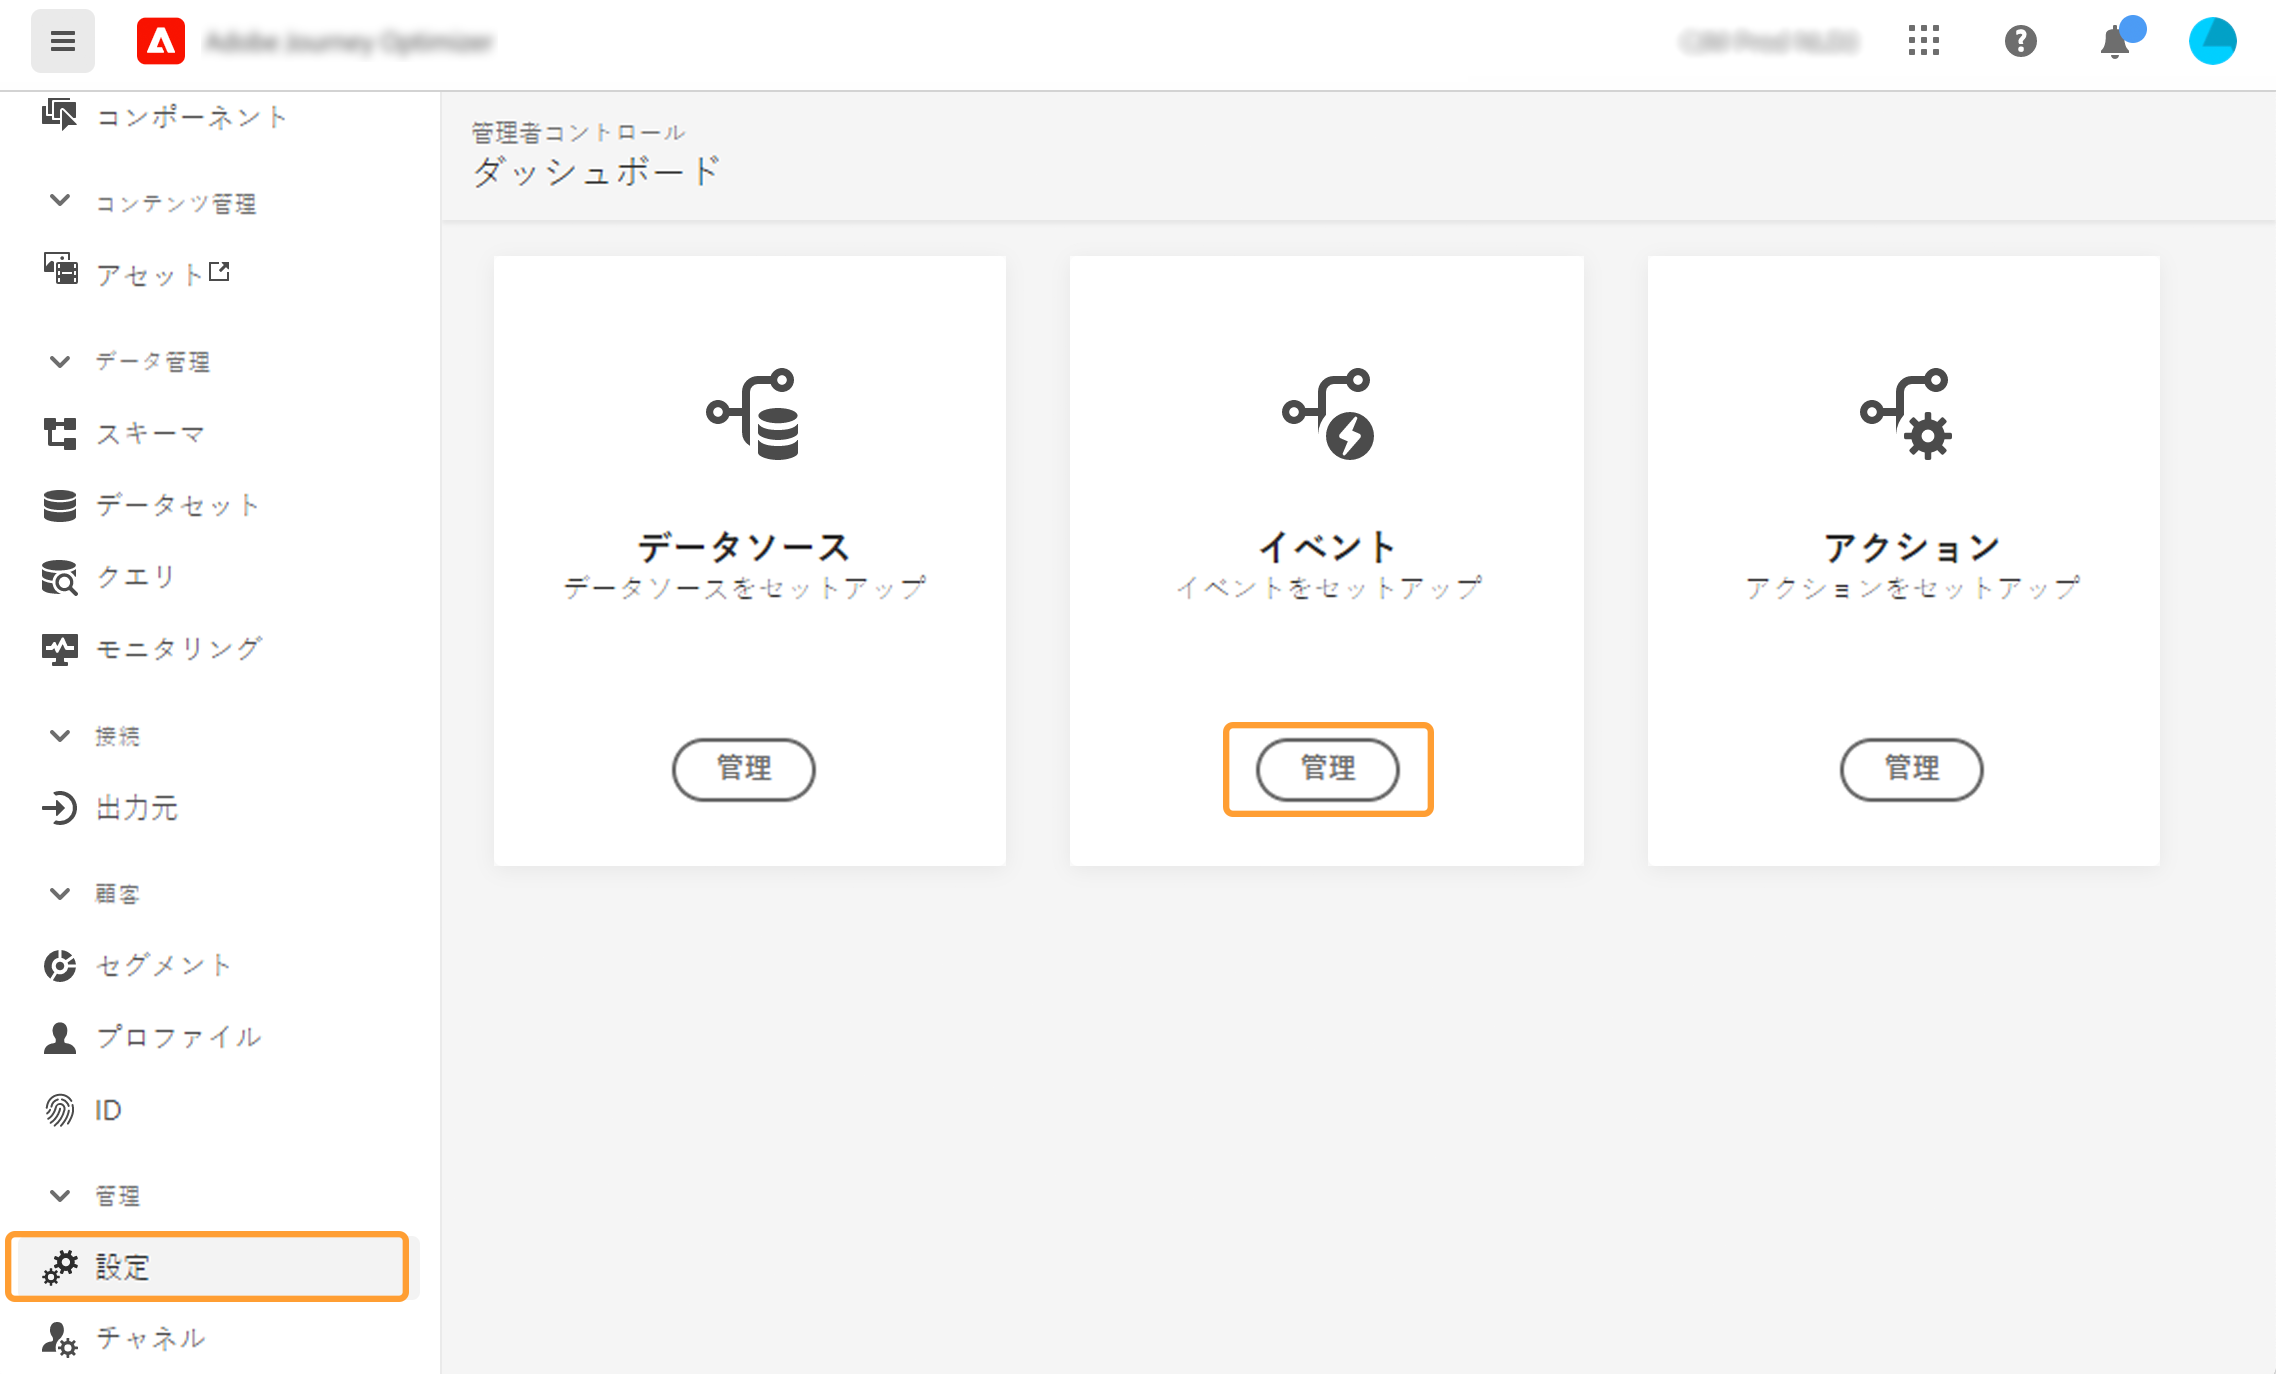 Adobe Journey Optimizer
コンポーネント
コンテンツ管理
アセット
データ管理
スキーマ
データセット
クエリ
モニタリング
接続
出力元
顧客
セグメント
プロファイル
ID
管理
設定
チャネル
管理者コントロール
ダッシュボード
データソース
データソースをセットアップ
管理
イベント
イベントをセットアップ
管理
アクション
アクションをセットアップ
管理